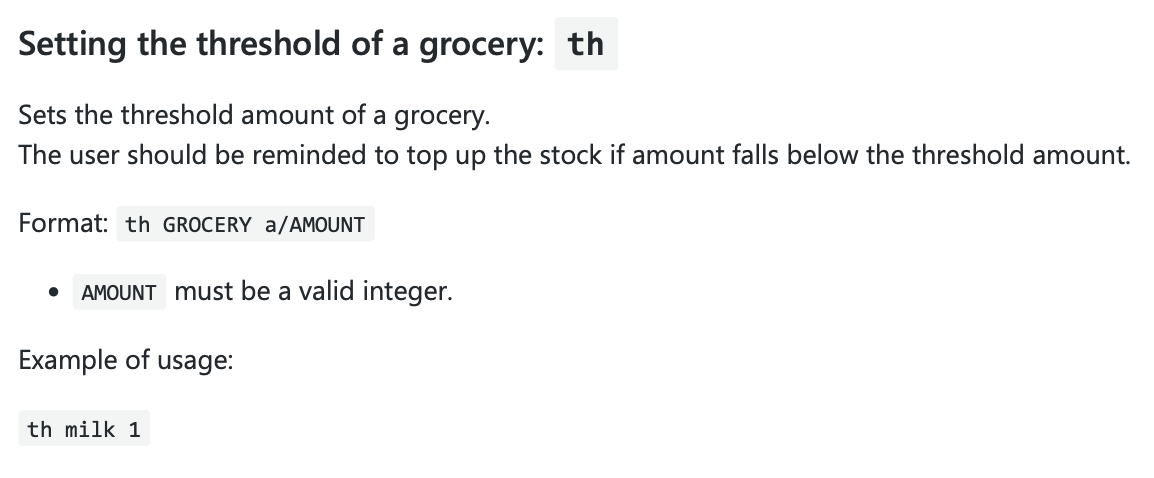 Setting the threshold of a grocery: th
Sets the threshold amount of a grocery.
The user should be reminded to top up the stock if amount falls below the threshold amount.
Format: th GROCERY a/AMOUNT
• AMOUNT must be a valid integer.
Example of usage:
th milk 1